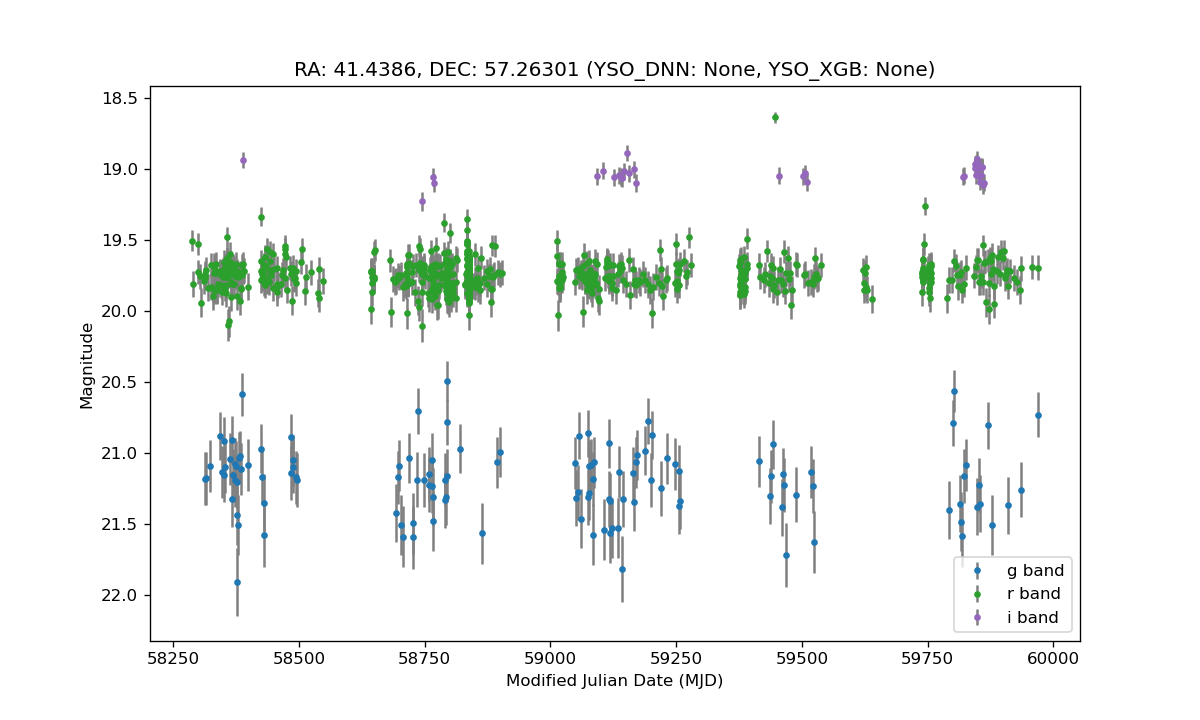 RA: 41.4386, DEC: 57.26301 (YSO_DNN: None, YSO_XGB: None)
18.5
19.0
19.5
20.0
20.5
21.0
21.5
22.0
Magnitude
g band
r band
i band
58250 58500 58750 59000 59250 59500 59750 60000
Modified Julian Date (MJD)